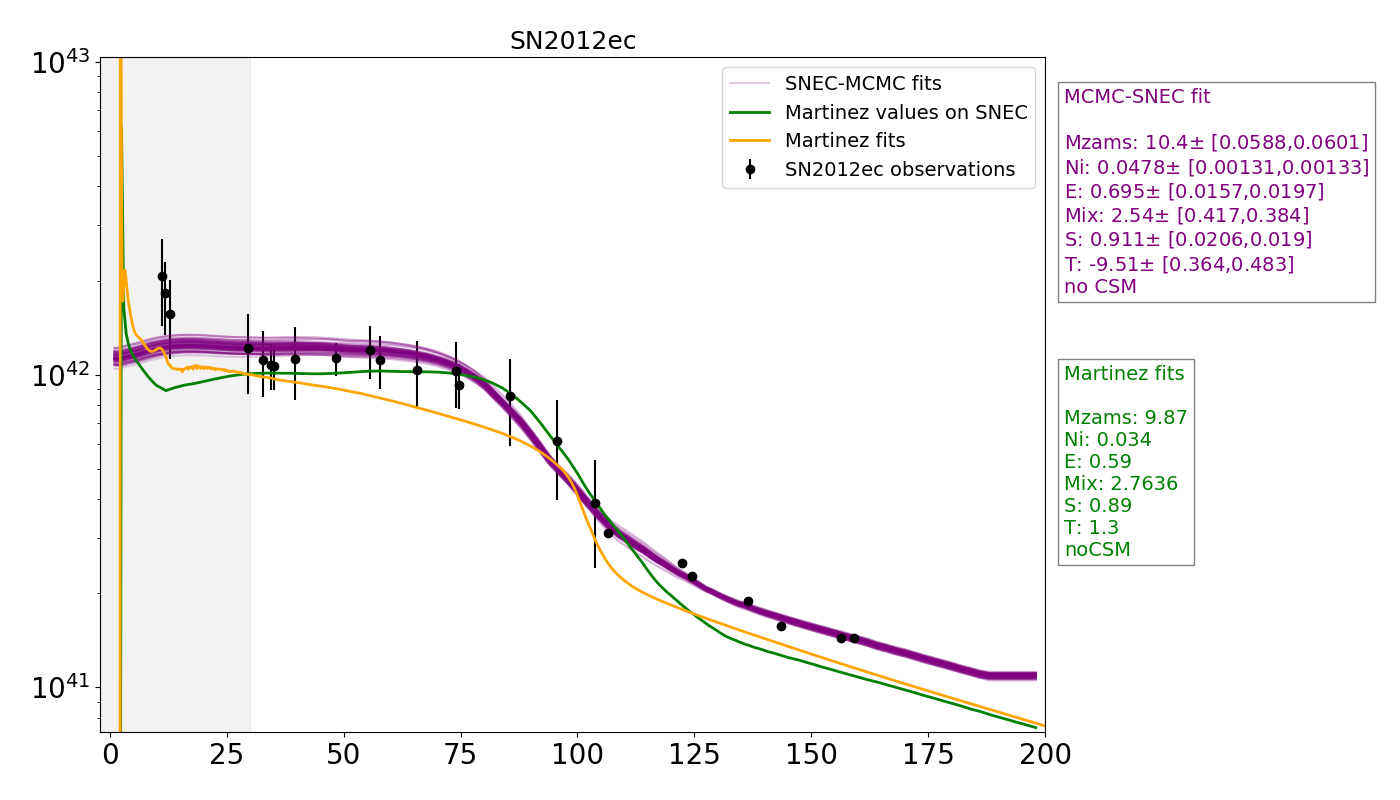 SN2012ec
10^43
10^42
10^41
0 25 50 75 100 125 150 175 200
SNEC-MCMC fits
Martinez values on SNEC
Martinez fits
SN2012ec observations
MCMC-SNEC fit
Mzams: 10.4± [0.0588,0.0601]
Ni: 0.0478± [0.00131,0.00133]
E: 0.695± [0.0157,0.0197]
Mix: 2.54± [0.417,0.384]
S: 0.911± [0.0206,0.019]
T: -9.51± [0.364,0.483]
no CSM
Martinez fits
Mzams: 9.87
Ni: 0.034
E: 0.59
Mix: 2.7636
S: 0.89
T: 1.3
noCSM